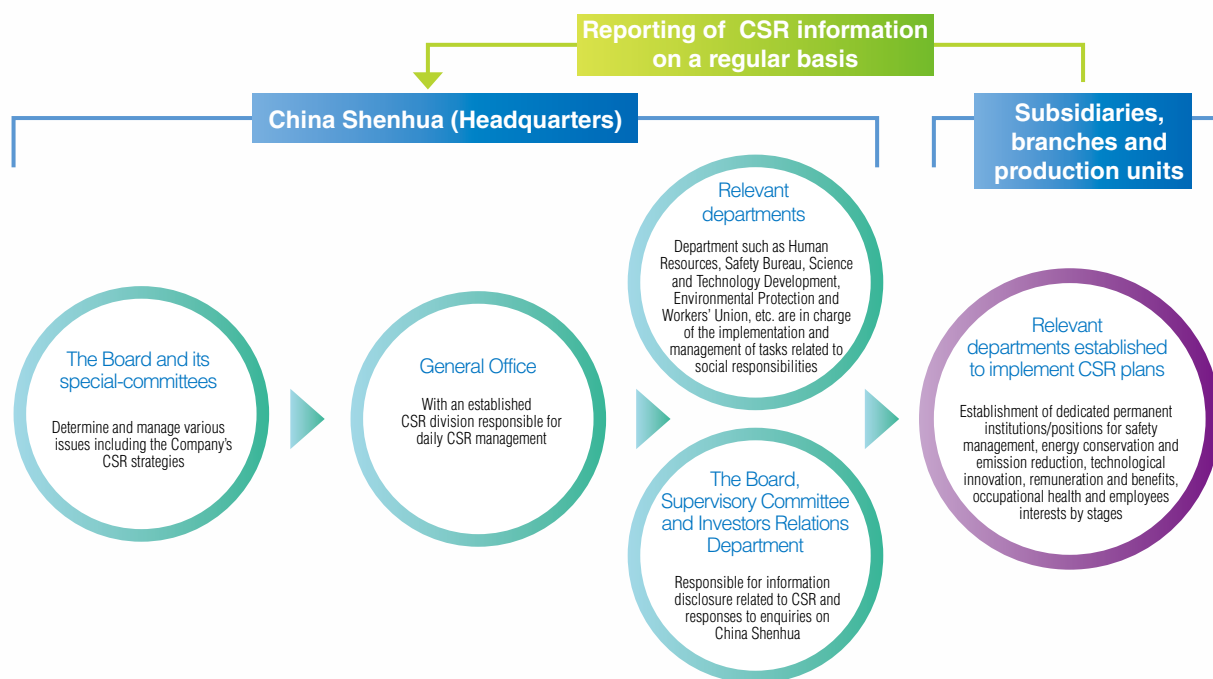 Reporting of CSR information
on a regular basis
China Shenhua (Headquarters)
Subsidiaries,
branches and
production units
The Board and its
special-committees
Determine and manage various
issues including the Company's
CSR strategies
General Office
With an established
CSR division responsible for
daily CSR management
Relevant
departments
Department such as Human
Resources, Safety Bureau, Science
and Technology Development,
Environmental Protection and
Workers' Union, etc. are in charge
of the implementation and
management of tasks related to
social responsibilities
The Board,
Supervisory Committee
and Investors Relations
Department
Responsible for information
disclosure related to CSR and
responses to enquiries on
China Shenhua
Relevant
departments established
to implement CSR plans
Establishment of dedicated permanent
institutions/positions for safety
management, energy conservation and
emission reduction, technological
innovation, remuneration and benefits,
occupational health and employees
interests by stages